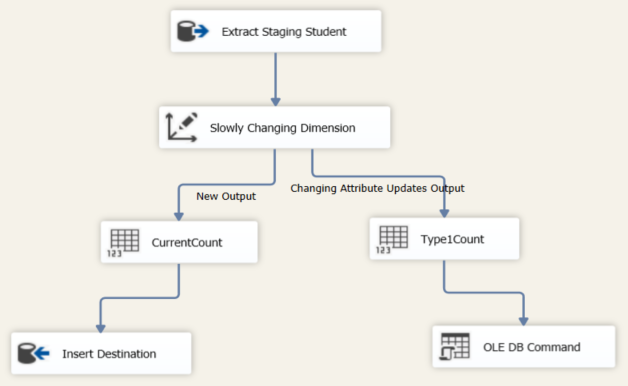 Extract Staging Student
Slowly Changing Dimension
New Output
Changing Attribute Updates Output
CurrentCount
123
Type1Count
123
Insert Destination
OLE DB Command